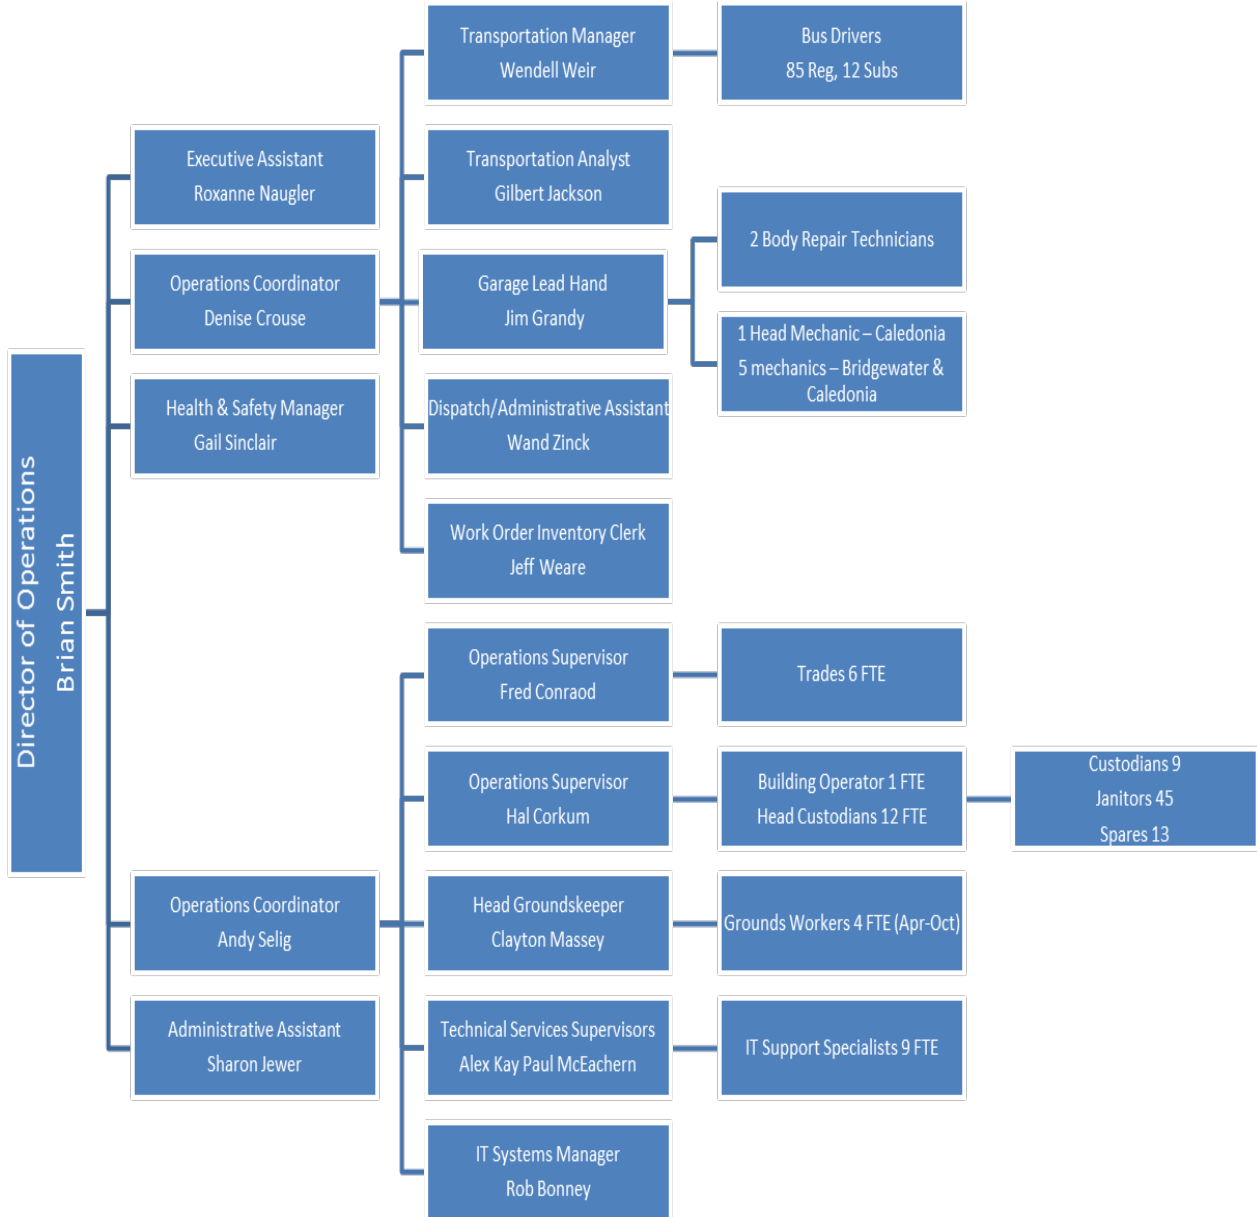 Director of Operations
Brian Smith
Executive Assistant
Roxanne Naugler
Operations Coordinator
Denise Crouse
Health & Safety Manager
Gail Sinclair
Operations Coordinator
Andy Selig
Administrative Assistant
Sharon Jewer
Transportation Manager
Wendell Weir
Transportation Analyst
Gilbert Jackson
Garage Lead Hand
Jim Grandy
Dispatch/Administrative Assistant
Wand Zinck
Work Order Inventory Clerk
Jeff Weare
Operations Supervisor
Fred Conraod
Operations Supervisor
Hal Corkum
Head Groundskeeper
Clayton Massey
Technical Services Supervisors
Alex Kay Paul McEachern
IT Systems Manager
Rob Bonney
Bus Drivers
85 Reg, 12 Subs
2 Body Repair Technicians
1 Head Mechanic – Caledonia
5 mechanics – Bridgewater &
Caledonia
Trades 6 FTE
Building Operator 1 FTE
Head Custodians 12 FTE
Grounds Workers 4 FTE (Apr-Oct)
IT Support Specialists 9 FTE
Custodians 9
Janitors 45
Spares 13